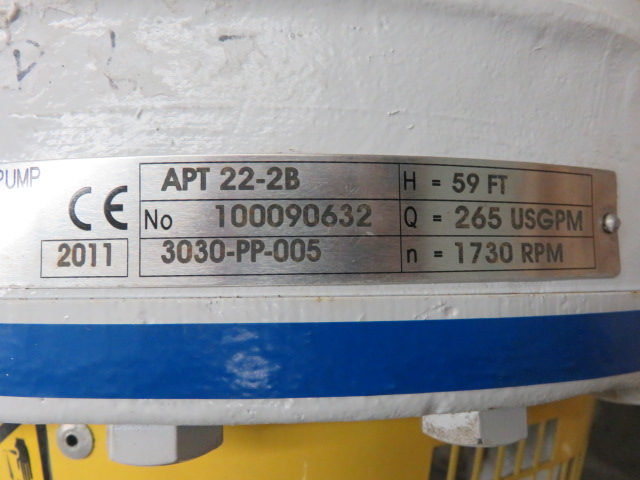 PUMP
CE
2011
APT 22-2B
No 100090632
3030-PP-005
H = 59 FT
Q = 265 USGPM
n = 1730 RPM